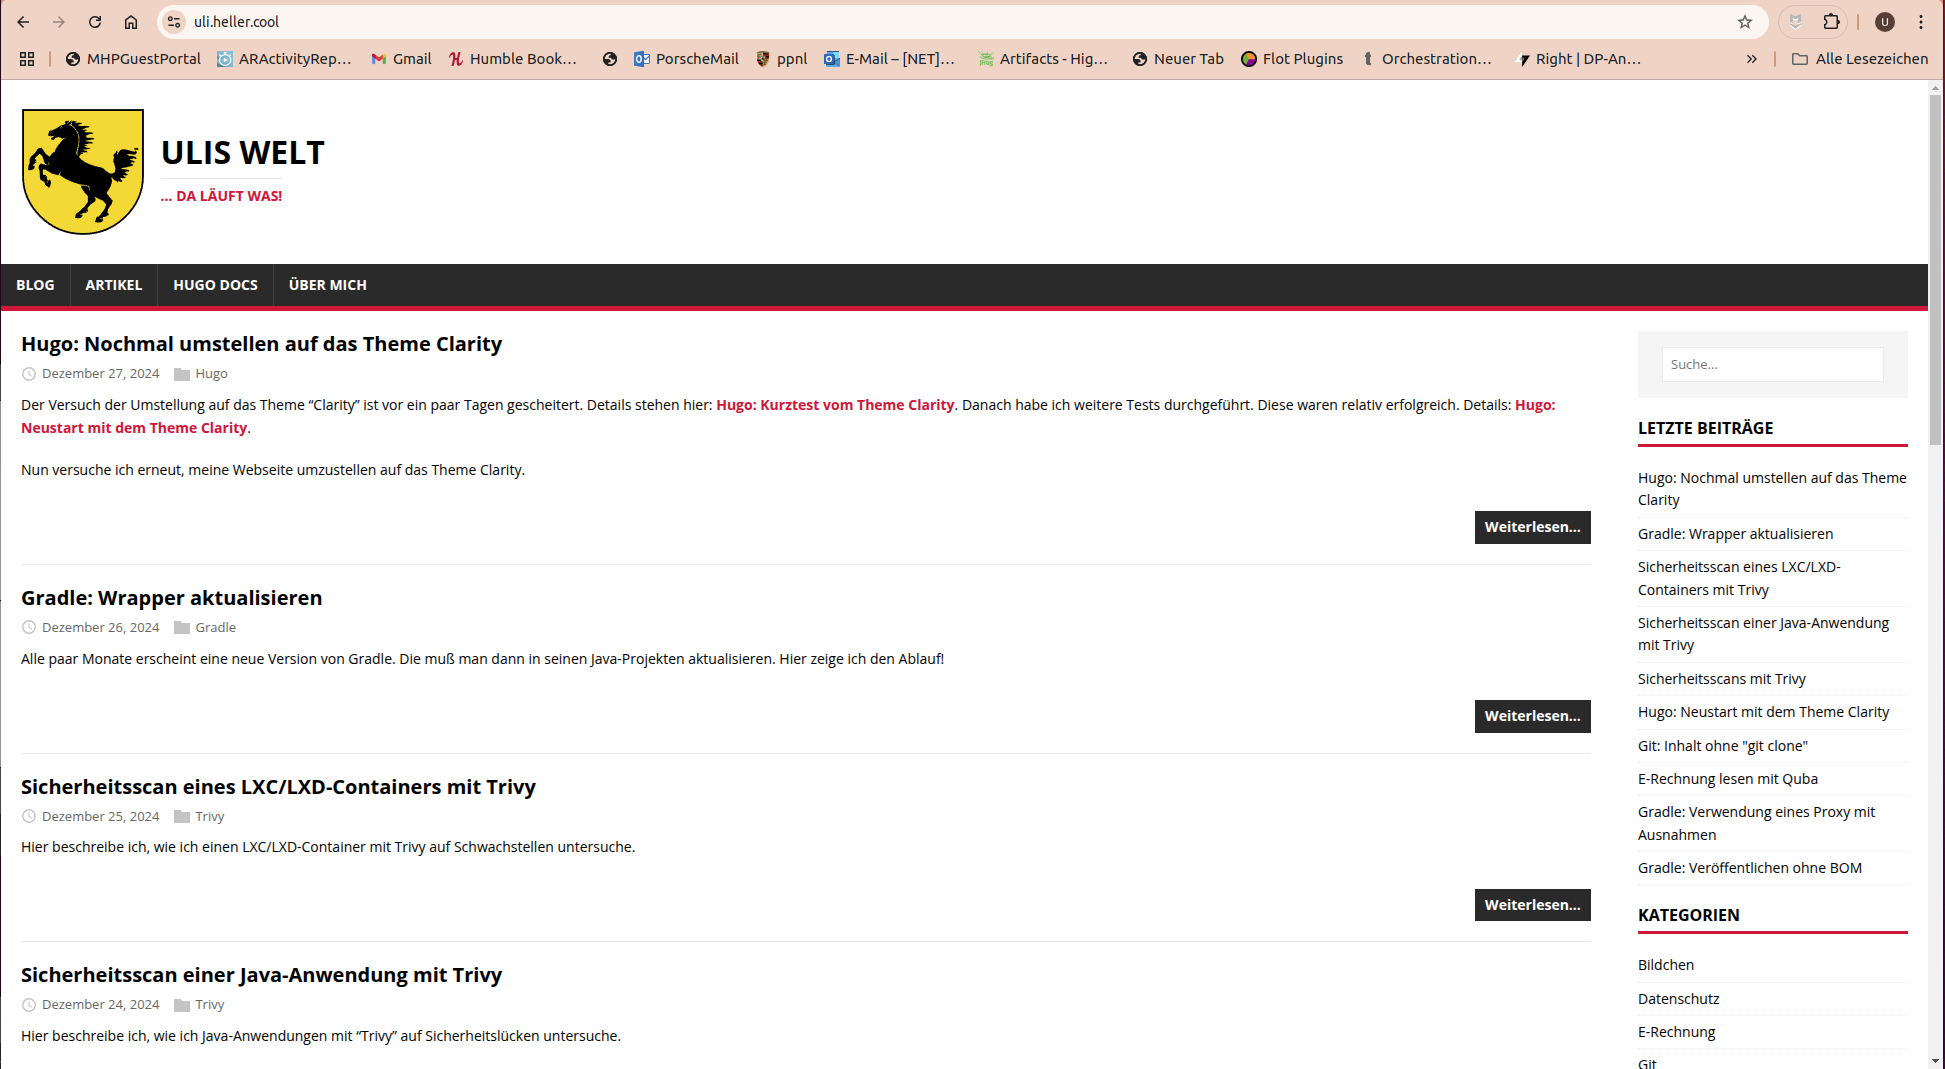 uli.heller.cool
U
MHPGuestPortal
ARActivityRep...
Gmail
Humble Book...
PorscheMail
ppnl
E-Mail – [NET]...
Artifacts - Hig...
Neuer Tab
Flot Plugins
Orchestration...
Right | DP-An...
»
Alle Lesezeichen
ULIS WELT
... DA LÄUFT WAS!
BLOG
ARTIKEL
HUGO DOCS
ÜBER MICH
Hugo: Nochmal umstellen auf das Theme Clarity
Dezember 27, 2024 Hugo
Der Versuch der Umstellung auf das Theme “Clarity” ist vor ein paar Tagen gescheitert. Details stehen hier: Hugo: Kurztest vom Theme Clarity. Danach habe ich weitere Tests durchgeführt. Diese waren relativ erfolgreich. Details: Hugo:
Neustart mit dem Theme Clarity.
Nun versuche ich erneut, meine Webseite umzustellen auf das Theme Clarity.
Weiterlesen...
Gradle: Wrapper aktualisieren
Dezember 26, 2024 Gradle
Alle paar Monate erscheint eine neue Version von Gradle. Die muß man dann in seinen Java-Projekten aktualisieren. Hier zeige ich den Ablauf!
Weiterlesen...
Sicherheitsscan eines LXC/LXD-Containers mit Trivy
Dezember 25, 2024 Trivy
Hier beschreibe ich, wie ich einen LXC/LXD-Container mit Trivy auf Schwachstellen untersuche.
Weiterlesen...
Sicherheitsscan einer Java-Anwendung mit Trivy
Dezember 24, 2024 Trivy
Hier beschreibe ich, wie ich Java-Anwendungen mit “Trivy” auf Sicherheitslücken untersuche.
Suche...
LETZTE BEITRÄGE
Hugo: Nochmal umstellen auf das Theme
Clarity
Gradle: Wrapper aktualisieren
Sicherheitsscan eines LXC/LXD-
Containers mit Trivy
Sicherheitsscan einer Java-Anwendung
mit Trivy
Sicherheitsscans mit Trivy
Hugo: Neustart mit dem Theme Clarity
Git: Inhalt ohne "git clone"
E-Rechnung lesen mit Quba
Gradle: Verwendung eines Proxy mit
Ausnahmen
Gradle: Veröffentlichen ohne BOM
KATEGORIEN
Bildchen
Datenschutz
E-Rechnung
Git